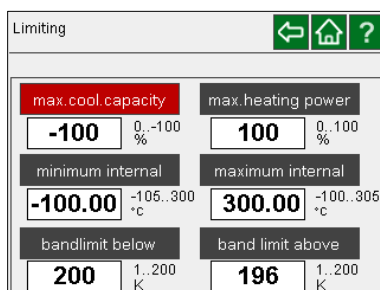 Limiting
?
max.cool.capacity max.heating power
-100 0..-100 % 100 0..100 %
minimum internal maximum internal
-100.00 -105..300 °c 300.00 -100..305 °c
bandlimit below band limit above
200 1..200 K 196 1..200 K